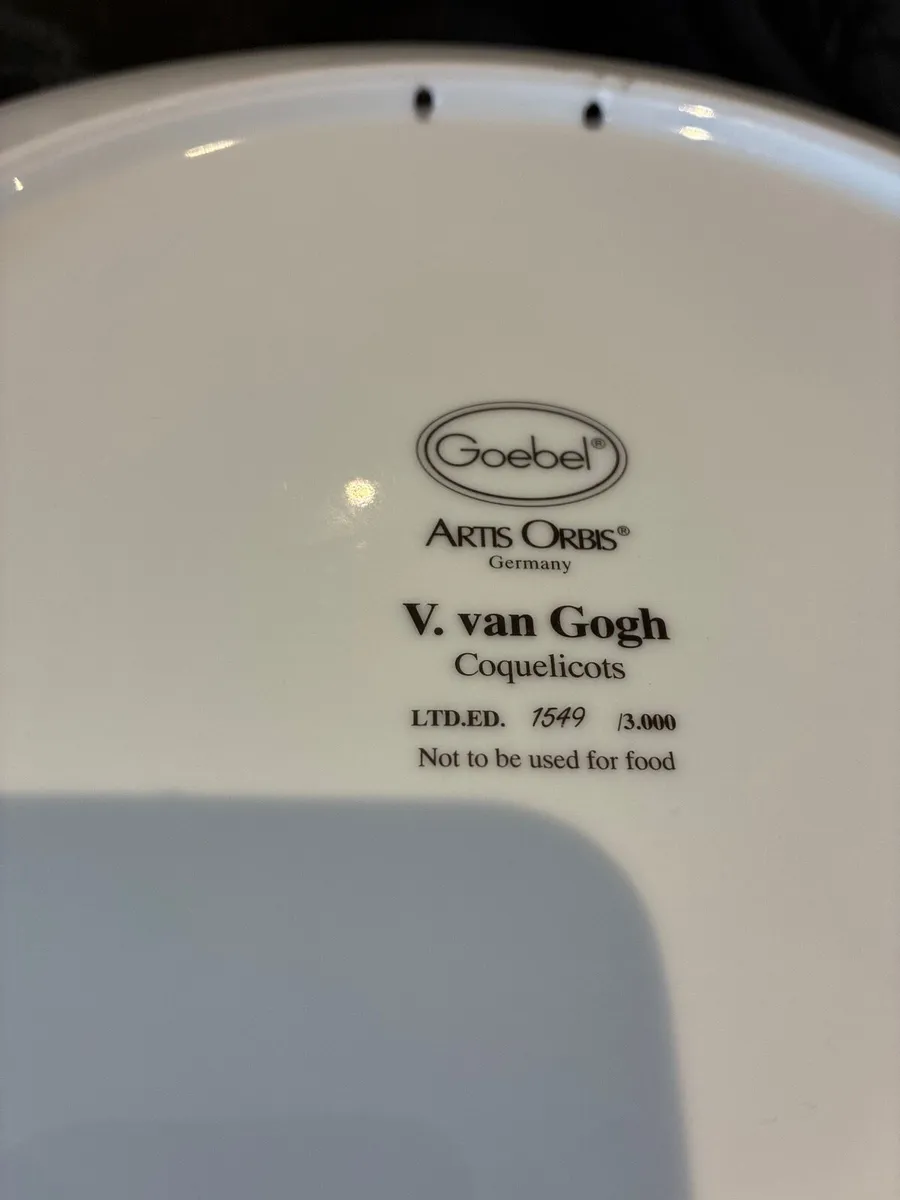 Goebel®
ARTIS ORBIS®
Germany
V. van Gogh
Coquelicots
LTD.ED. 1549 /3.000
Not to be used for food